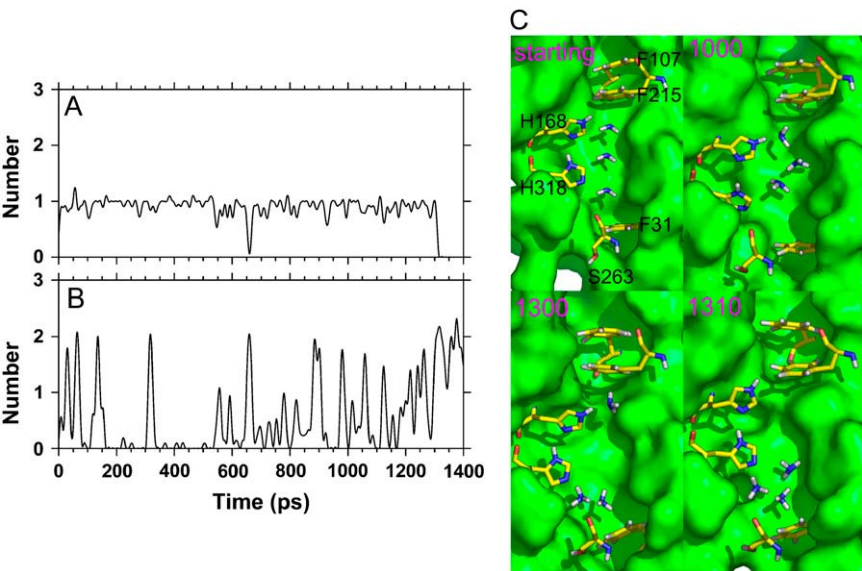 A
3
2
1
0
Number
B
3
2
1
0
Number
0 200 400 600 800 1000 1200 1400
Time (ps)
C
starting
F107
F215
H168
H318
F31
S263
1000
1300
1310